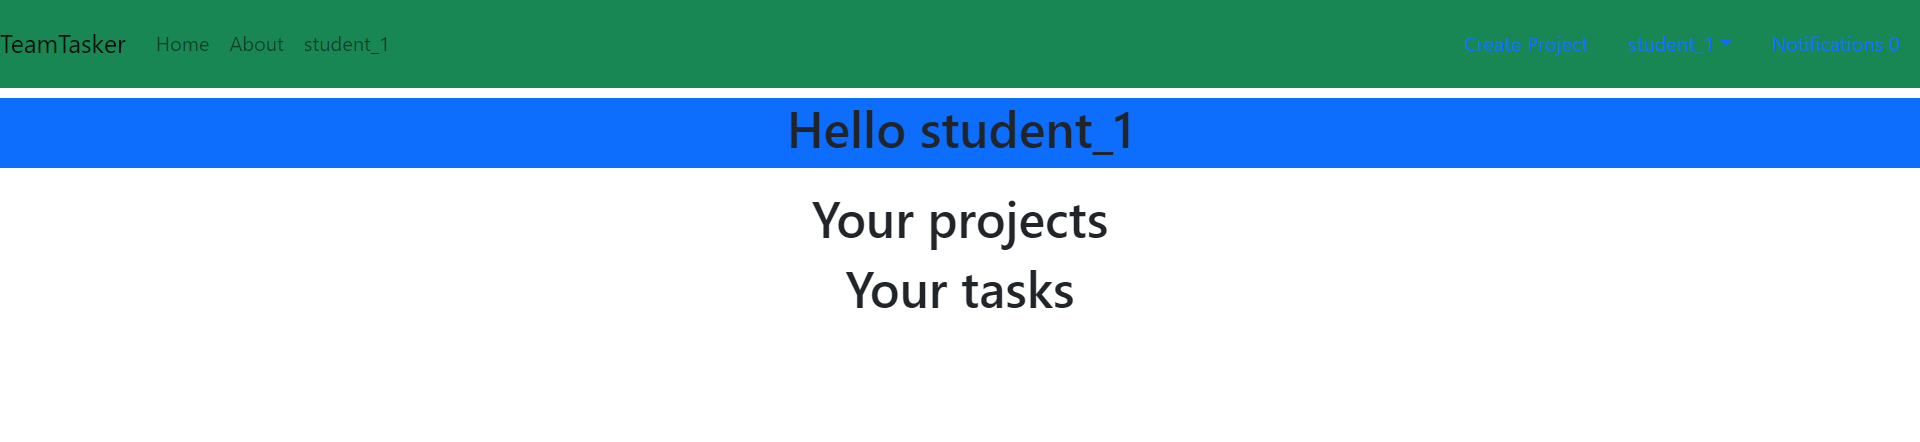 TeamTasker Home About student_1 Create Project student_1 Notifications 0
Hello student_1
Your projects
Your tasks